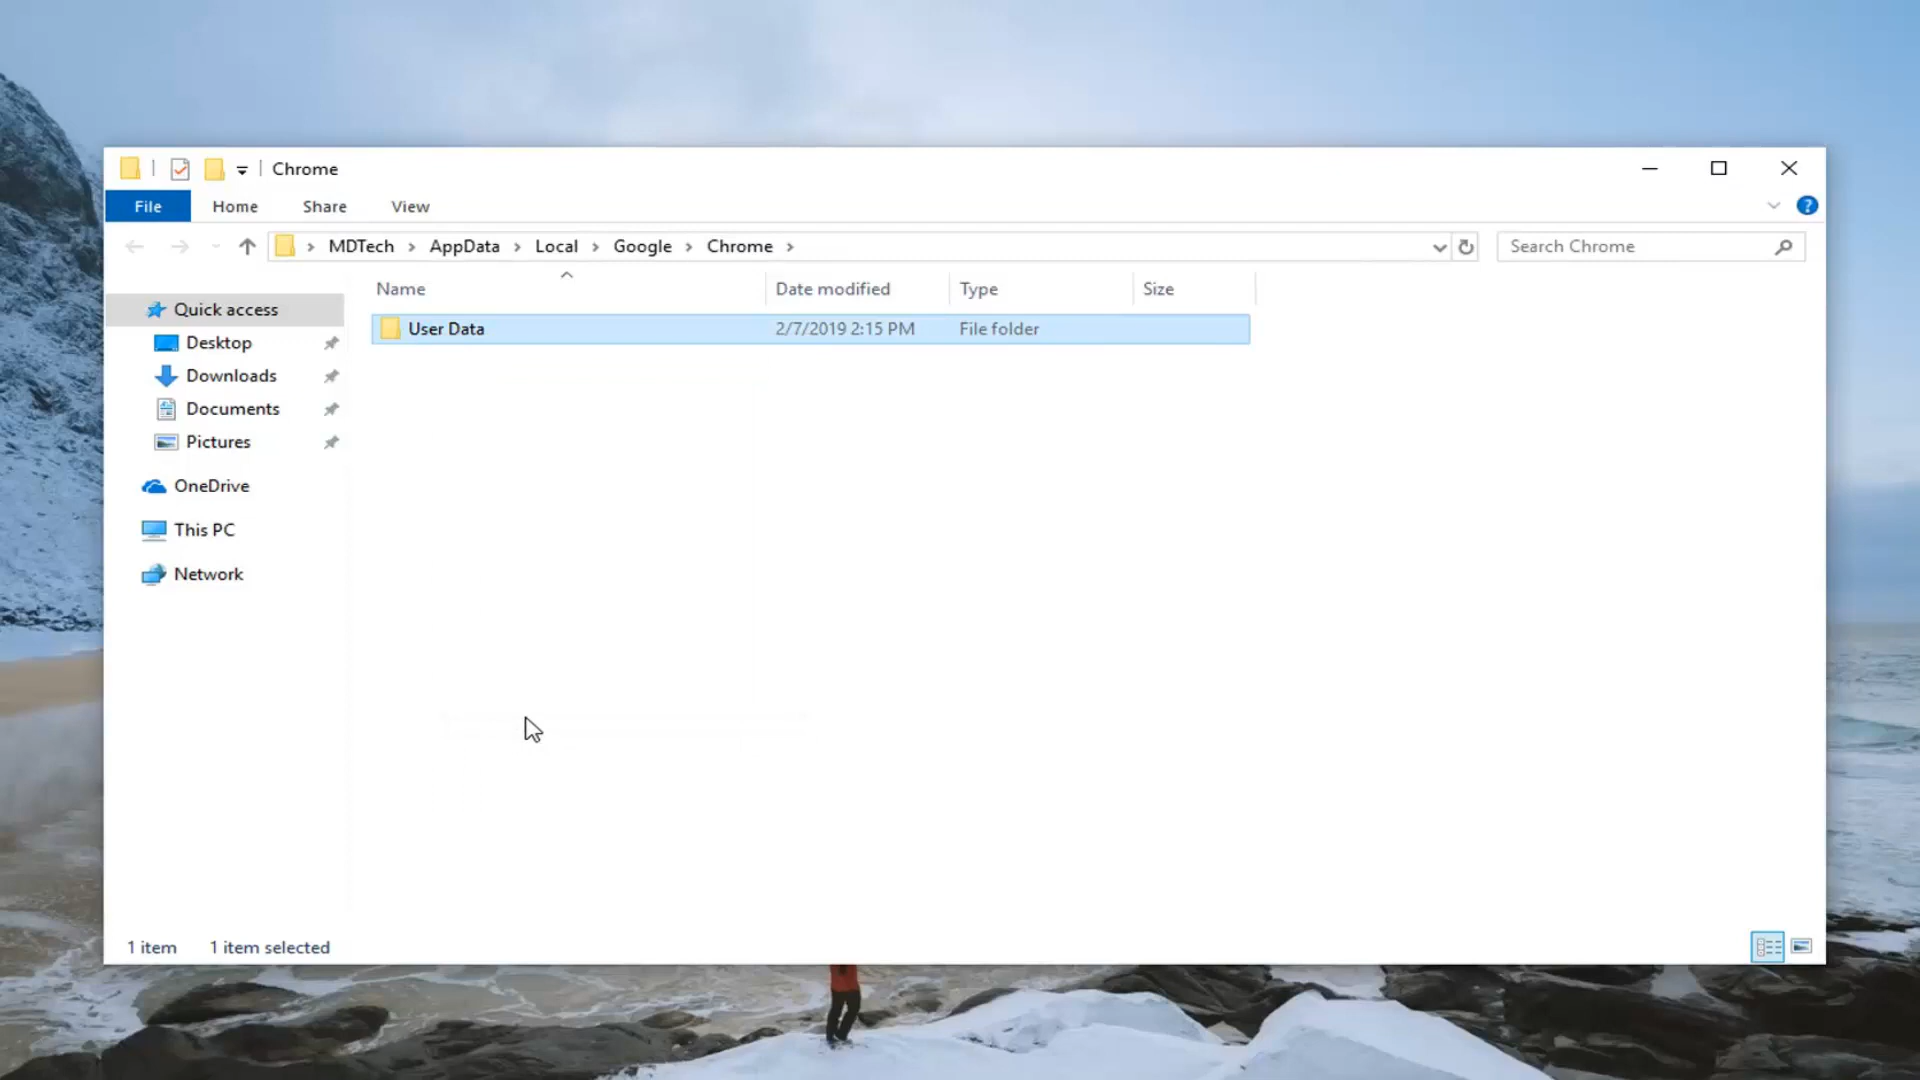 Chrome
File Home Share View
MDTech AppData Local Google Chrome
Search Chrome
Name Date modified Type Size
Quick access
User Data 2/7/2019 2:15 PM File folder
Desktop
Downloads
Documents
Pictures
OneDrive
This PC
Network
1 item 1 item selected